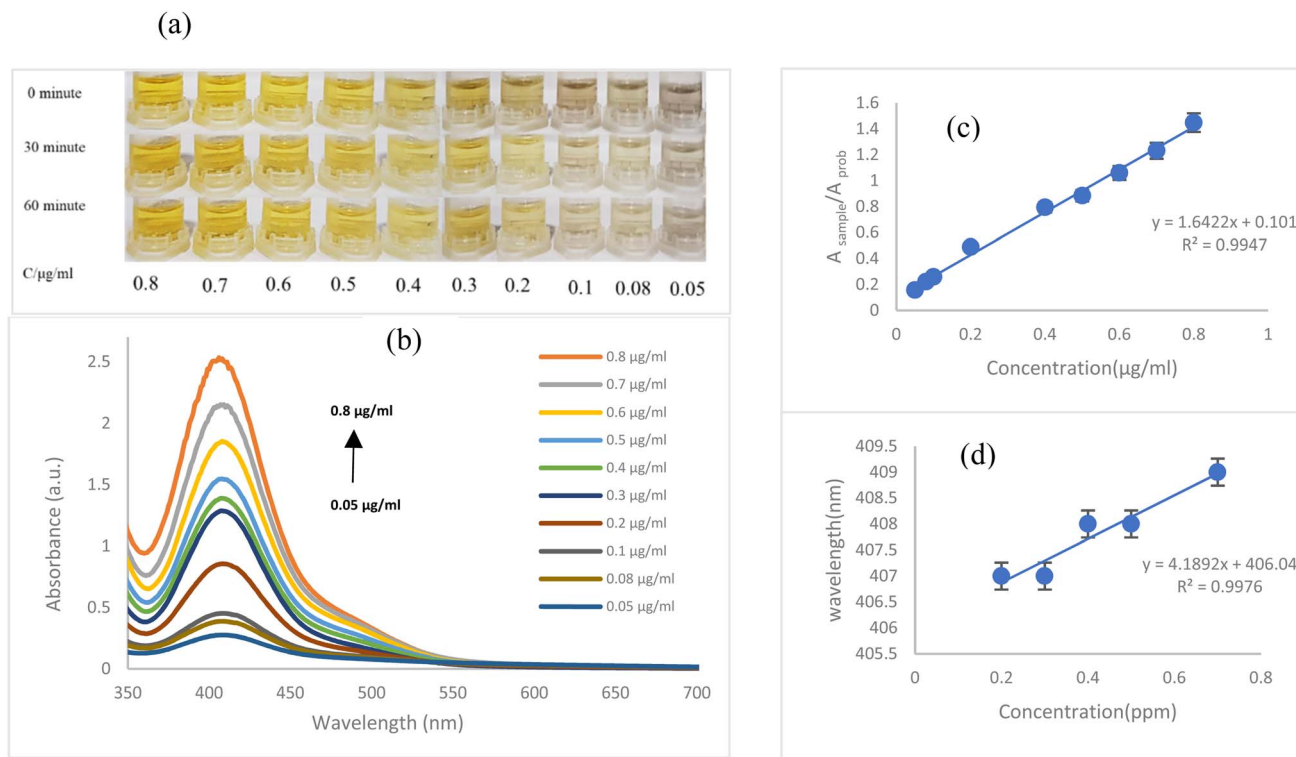 (a)
0 minute
30 minute
60 minute
C/μg/ml
0.8 0.7 0.6 0.5 0.4 0.3 0.2 0.1 0.08 0.05
(b)
2.5
2
1.5
1
0.5
0
Absorbance (a.u.)
350 400 450 500 550 600 650 700
Wavelength (nm)
0.8 μg/ml
0.05 μg/ml
0.8 μg/ml
0.7 μg/ml
0.6 μg/ml
0.5 μg/ml
0.4 μg/ml
0.3 μg/ml
0.2 μg/ml
0.1 μg/ml
0.08 μg/ml
0.05 μg/ml
(c)
1.6
1.4
1.2
1
0.8
0.6
0.4
0.2
0
A sample/A prob
y = 1.6422x + 0.101
R² = 0.9947
0 0.2 0.4 0.6 0.8 1
Concentration(μg/ml)
(d)
409.5
409
408.5
408
407.5
407
406.5
406
405.5
wavelength(nm)
y = 4.1892x + 406.04
R² = 0.9976
0 0.2 0.4 0.6 0.8
Concentration(ppm)